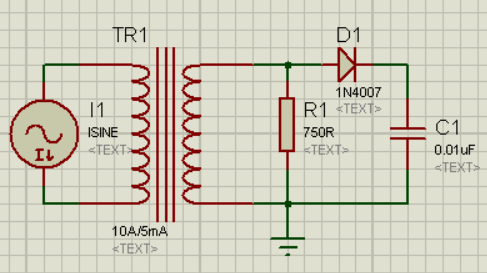 TR1
D1
I1
ISINE
<TEXT>
I
10A/5mA
<TEXT>
R1
750R
<TEXT>
1N4007
<TEXT>
C1
0.01uF
<TEXT>